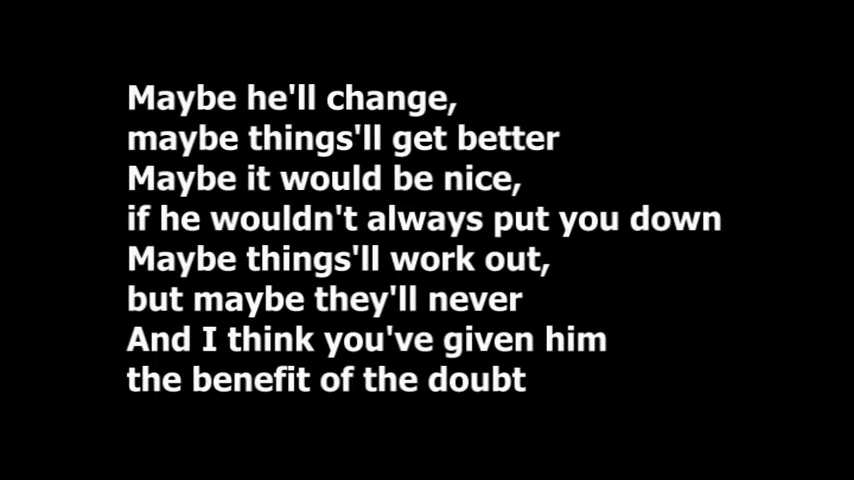 Maybe he'll change,
maybe things'll get better
Maybe it would be nice,
if he wouldn't always put you down
Maybe things'll work out,
but maybe they'll never
And I think you've given him
the benefit of the doubt